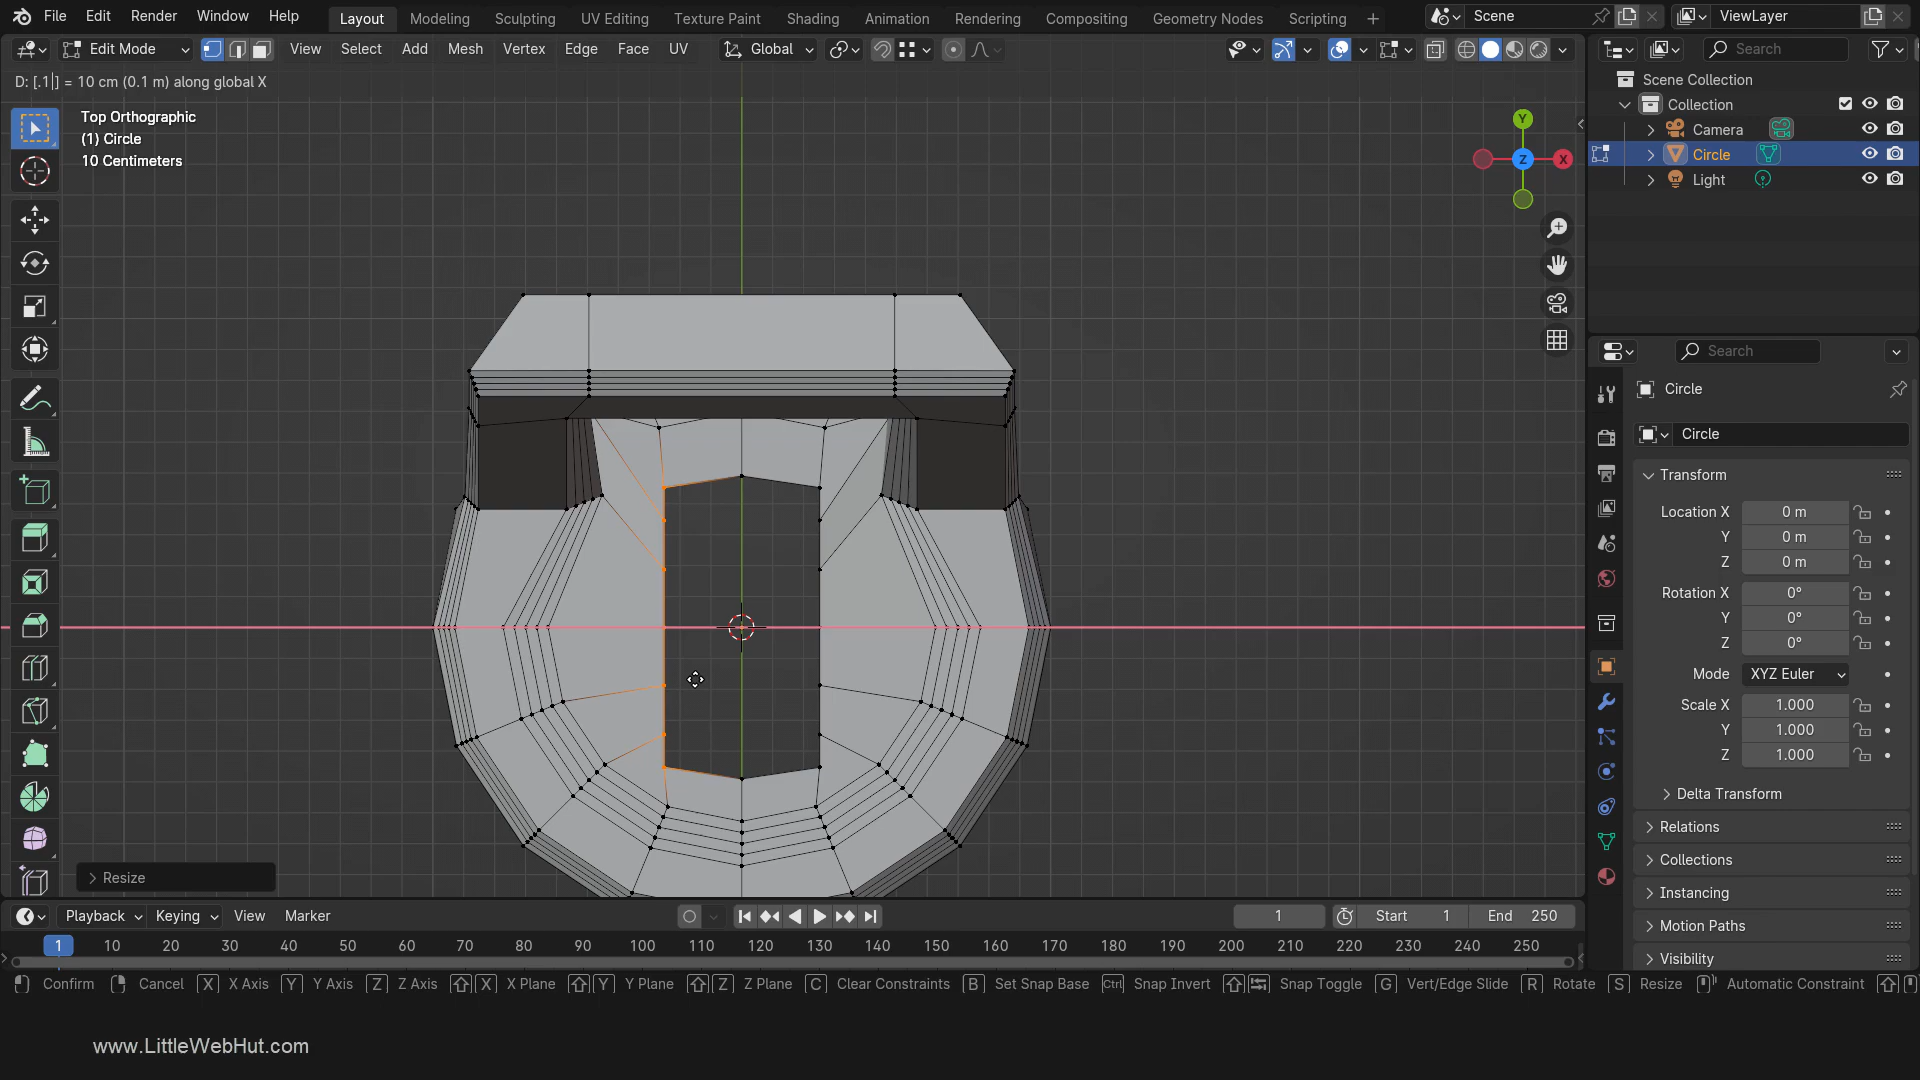 File Edit Render Window Help Layout Modeling Sculpting UV Editing Texture Paint Shading Animation Rendering Compositing Geometry Nodes Scripting + Scene ViewLayer
Edit Mode View Select Add Mesh Vertex Edge Face UV Global Search
D: [.1|] = 10 cm (0.1 m) along global X
Top Orthographic
(1) Circle
10 Centimeters
Y
Z
X
Scene Collection
Collection
Camera
Circle
Light
Search
Circle
Circle
Transform
Location X 0 m
Y 0 m
Z 0 m
Rotation X 0°
Y 0°
Z 0°
Mode XYZ Euler
Scale X 1.000
Y 1.000
Z 1.000
Delta Transform
Relations
Collections
Instancing
Motion Paths
Visibility
Resize
Playback Keying View Marker 1 Start 1 End 250
1 10 20 30 40 50 60 70 80 90 100 110 120 130 140 150 160 170 180 190 200 210 220 230 240 250
Confirm Cancel X X Axis Y Y Axis Z Z Axis X X Plane Y Y Plane Z Z Plane C Clear Constraints B Set Snap Base Ctrl Snap Invert Snap Toggle G Vert/Edge Slide R Rotate S Resize Automatic Constraint
www.LittleWebHut.com